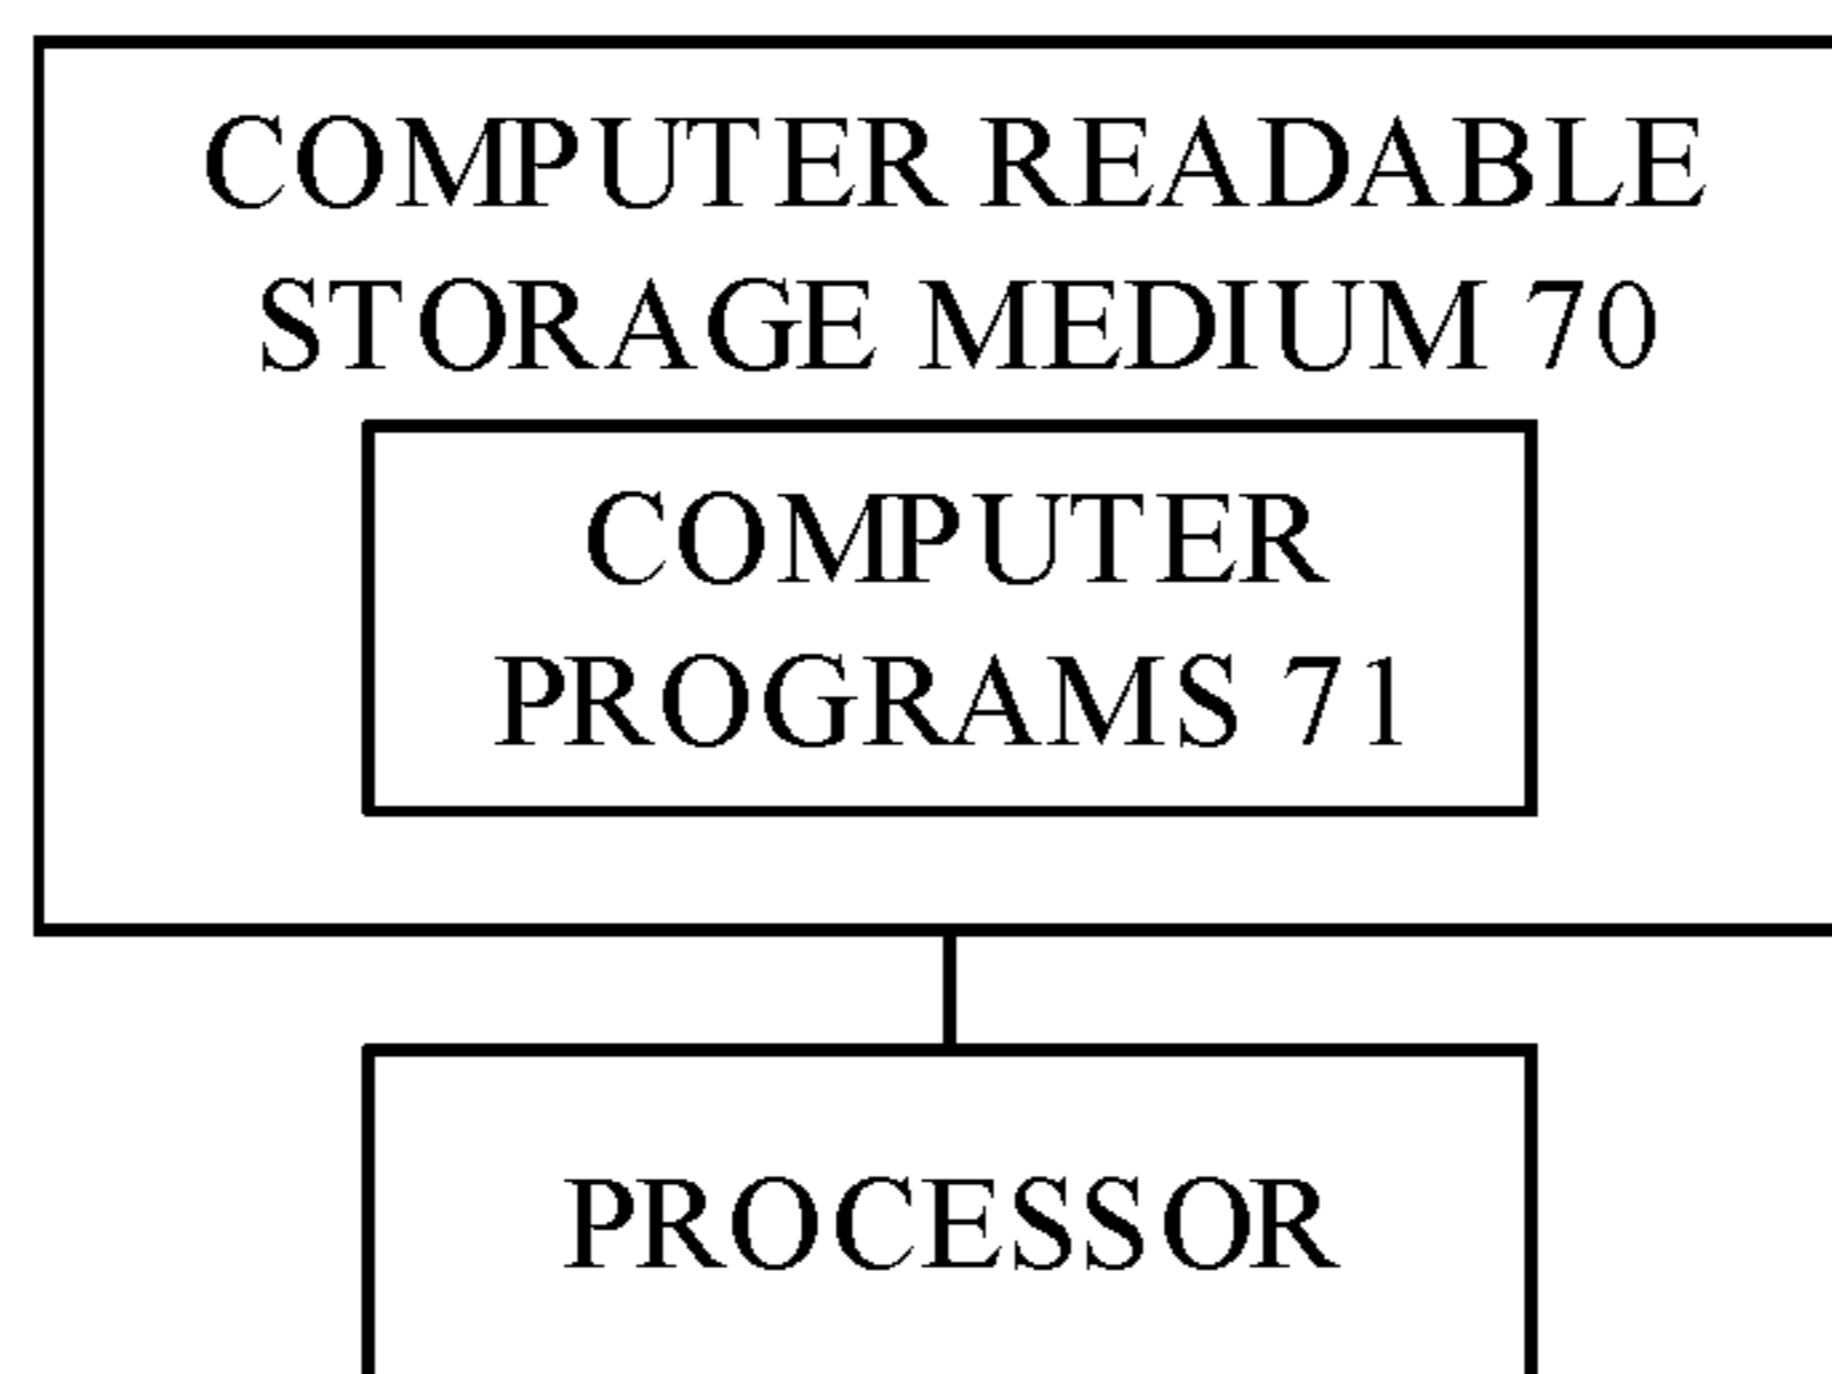 COMPUTER READABLE
STORAGE MEDIUM 70
COMPUTER
PROGRAMS 71
PROCESSOR